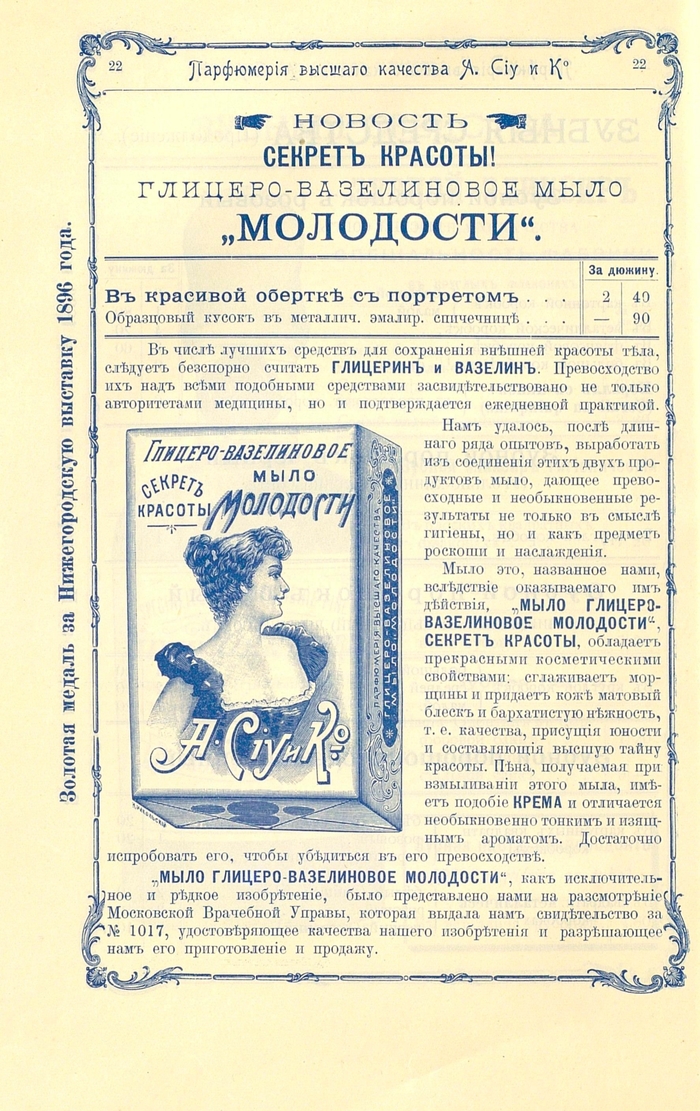 22 Парфюмерія высшаго качества А. Сіу и К° 22
НОВОСТЬ
СЕКРЕТЪ КРАСОТЫ!
ГЛИЦЕРО-ВАЗЕЛИНОВОЕ МЫЛО
„МОЛОДОСТИ“.
За дюжину.
Въ красивой оберткѣ съ портретомъ . . . 2 40
Образцовый кусокъ въ металлич. эмалир. спичечницѣ . . . — 90
Въ числѣ лучшихъ средствъ для сохраненія внѣшней красоты тѣла,
слѣдуетъ безспорно считать ГЛИЦЕРИНЪ и ВАЗЕЛИНЪ. Превосходство
ихъ надъ всѣми подобными средствами засвидѣтельствовано не только
авторитетами медицины, но и подтверждается ежедневной практикой.
Намъ удалось, послѣ длин-
наго ряда опытовъ, выработать
изъ соединенія этихъ двухъ про-
дуктовъ мыло, дающее прево-
сходные и необыкновенные ре-
зультаты не только въ смыслѣ
гигіены, но и какъ предметъ
роскоши и наслажденія.
Мыло это, названное нами,
вслѣдствіе оказываемаго имъ
дѣйствія, „МЫЛО ГЛИЦЕРО-
ВАЗЕЛИНОВОЕ МОЛОДОСТИ“,
СЕКРЕТЪ КРАСОТЫ, обладаетъ
прекрасными косметическими
свойствами: сглаживаетъ мор-
щины и придаетъ кожѣ матовый
блескъ и бархатистую нѣжность,
т. е. качества, присущія юности
и составляющія высшую тайну
красоты. Пѣна, получаемая при
взмыливаніи этого мыла, имѣ-
етъ подобіе КРЕМА и отличается
необыкновенно тонкимъ и изящ-
нымъ ароматомъ. Достаточно
испробовать его, чтобы убѣдиться въ его превосходствѣ.
„МЫЛО ГЛИЦЕРО-ВАЗЕЛИНОВОЕ МОЛОДОСТИ“, какъ исключитель-
ное и рѣдкое изобрѣтеніе, было представлено нами на разсмотрѣніе
Московской Врачебной Управы, которая выдала намъ свидѣтельство за
№ 1017, удостовѣряющее качества нашего изобрѣтенія и разрѣшающее
намъ его приготовленіе и продажу.
Глицеро-вазелиновое
мыло
Секретъ
красоты Молодости
А. Сіу и К°
ПАРФЮМЕРІЯ ВЫСШАГО КАЧЕСТВА.
ГЛИЦЕРО-ВАЗЕЛИНОВОЕ
МЫЛО „МОЛОДОСТИ“
Золотая медаль за Нижегородскую выставку 1896 года.